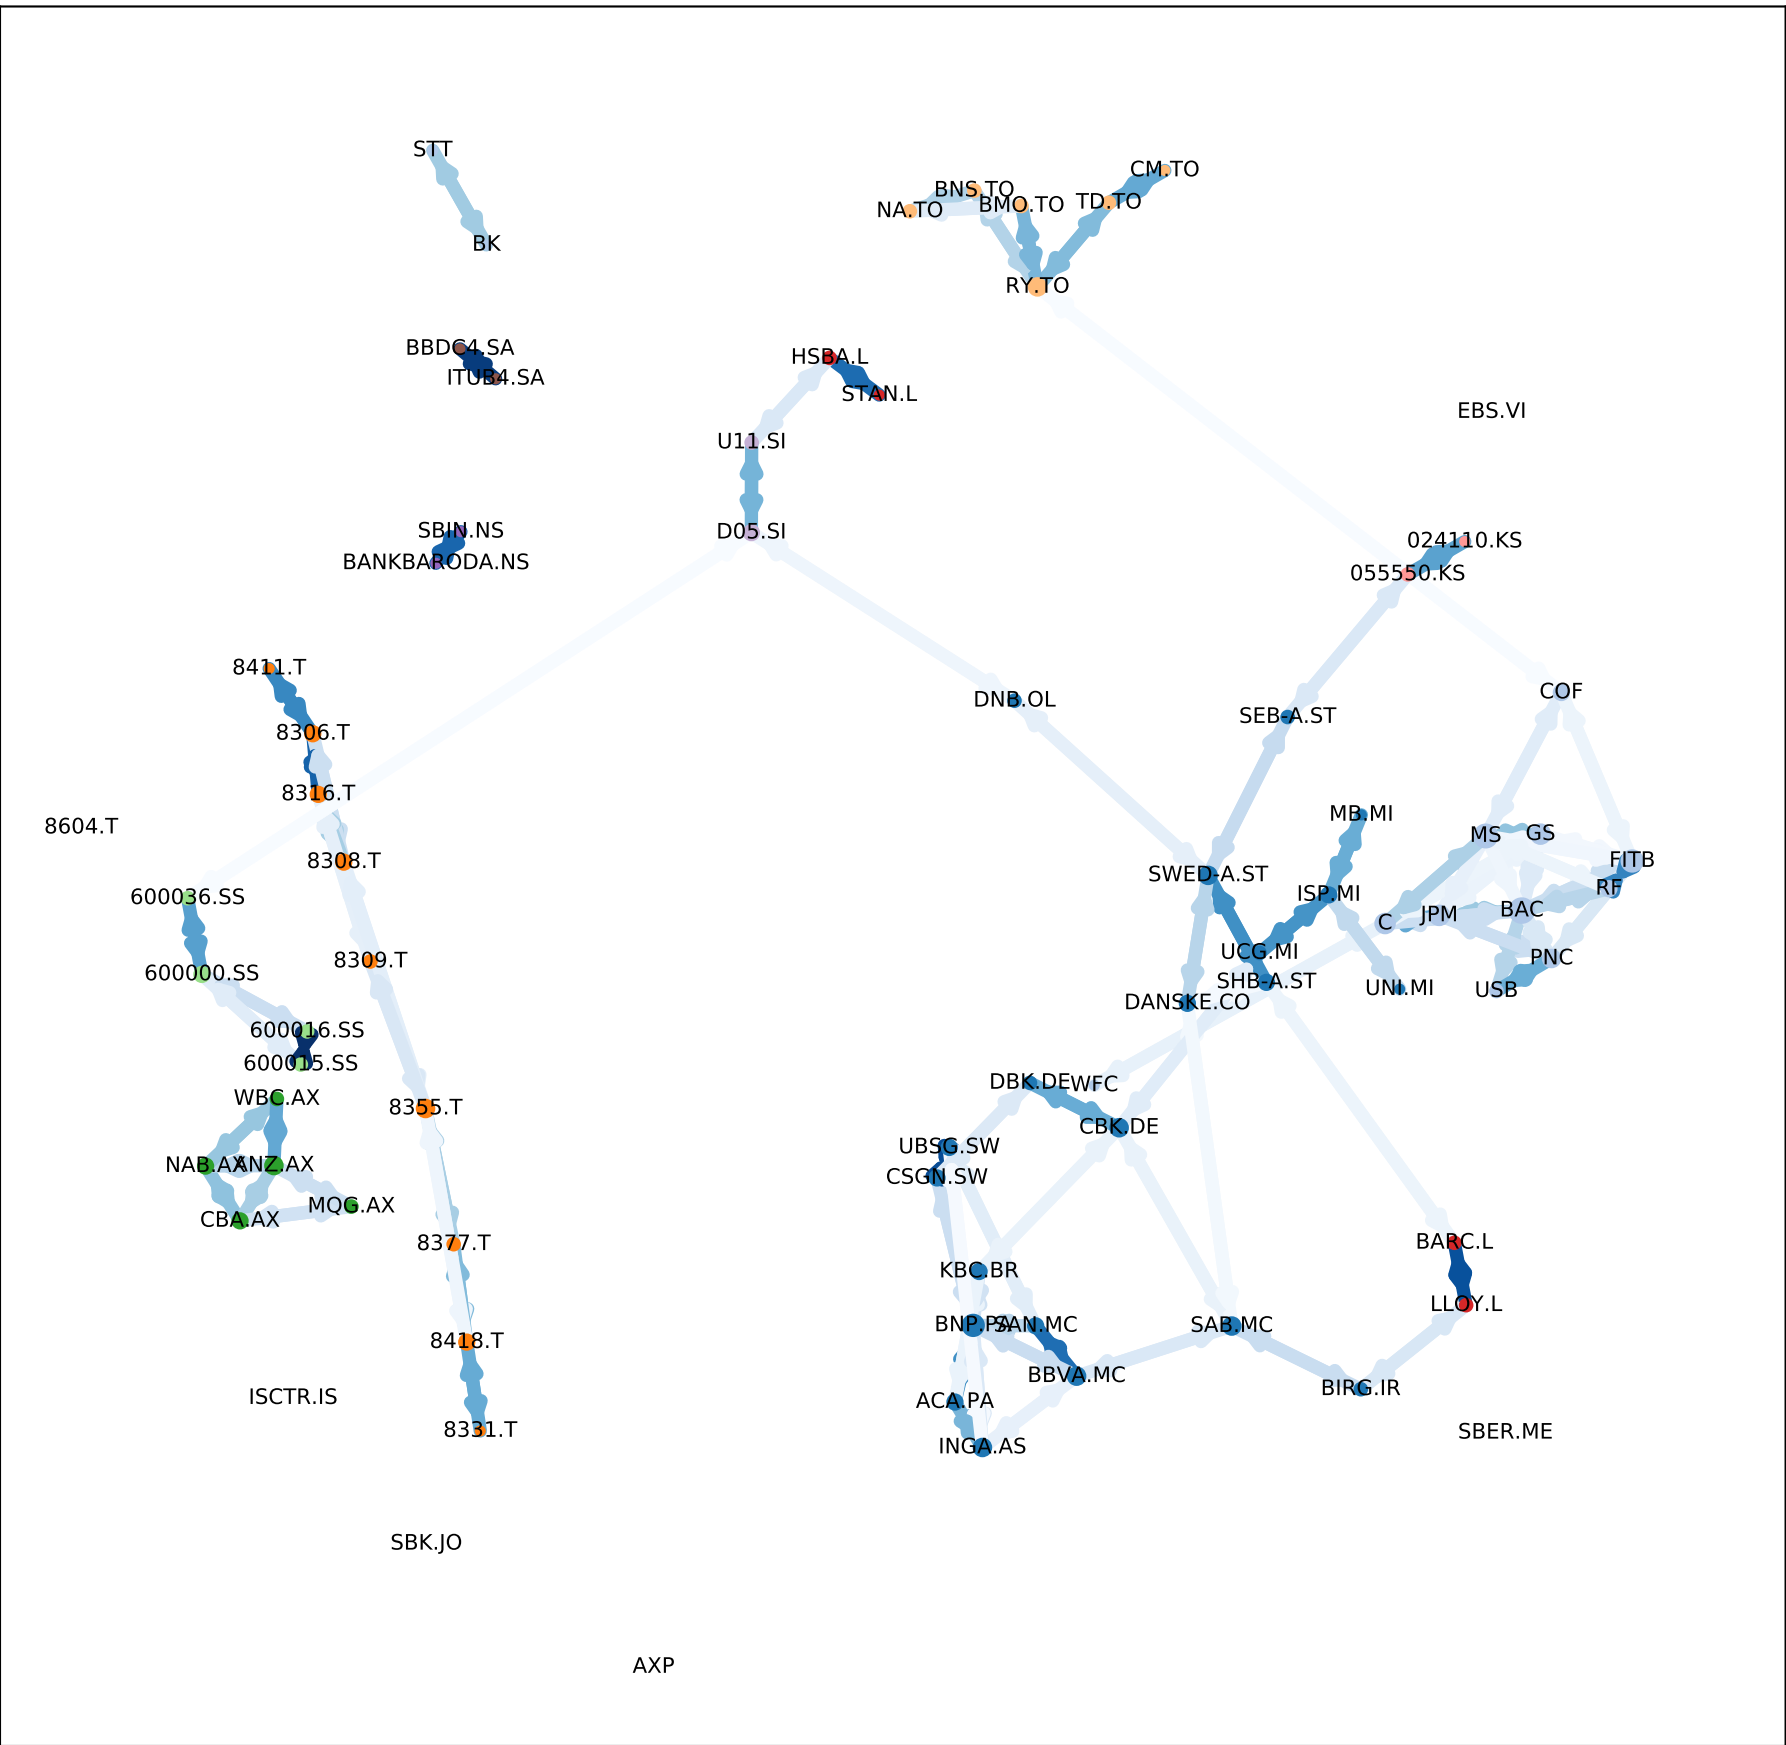 STT
CM.TO
BNS.TO
TD.TO
BMO.TO
NA.TO
BK
RY.TO
BBDC4.SA
HSBA.L
ITUB4.SA
STAN.L
EBS.VI
U11.SI
SBIN.NS
D05.SI
024110.KS
BANKBARODA.NS
055550.KS
8411.T
COF
DNB.OL
SEB-A.ST
8306.T
8316.T
MB.MI
8604.T
MS
GS
8308.T
FITB
SWED-A.ST
RF
ISP.MI
600036.SS
BAC
JPM
C
UCG.MI
PNC
8309.T
600000.SS
SHB-A.ST
UNI.MI
USB
DANSKE.CO
600016.SS
600015.SS
DBK.DE
WFC
WBC.AX
8355.T
CBK.DE
UBSG.SW
NAB.AX
ANZ.AX
CSGN.SW
MQG.AX
CBA.AX
8377.T
BARC.L
KBC.BR
LLOY.L
BNP.PA
SAN.MC
SAB.MC
8418.T
BBVA.MC
BIRG.IR
ISCTR.IS
ACA.PA
8331.T
SBER.ME
INGA.AS
SBK.JO
AXP